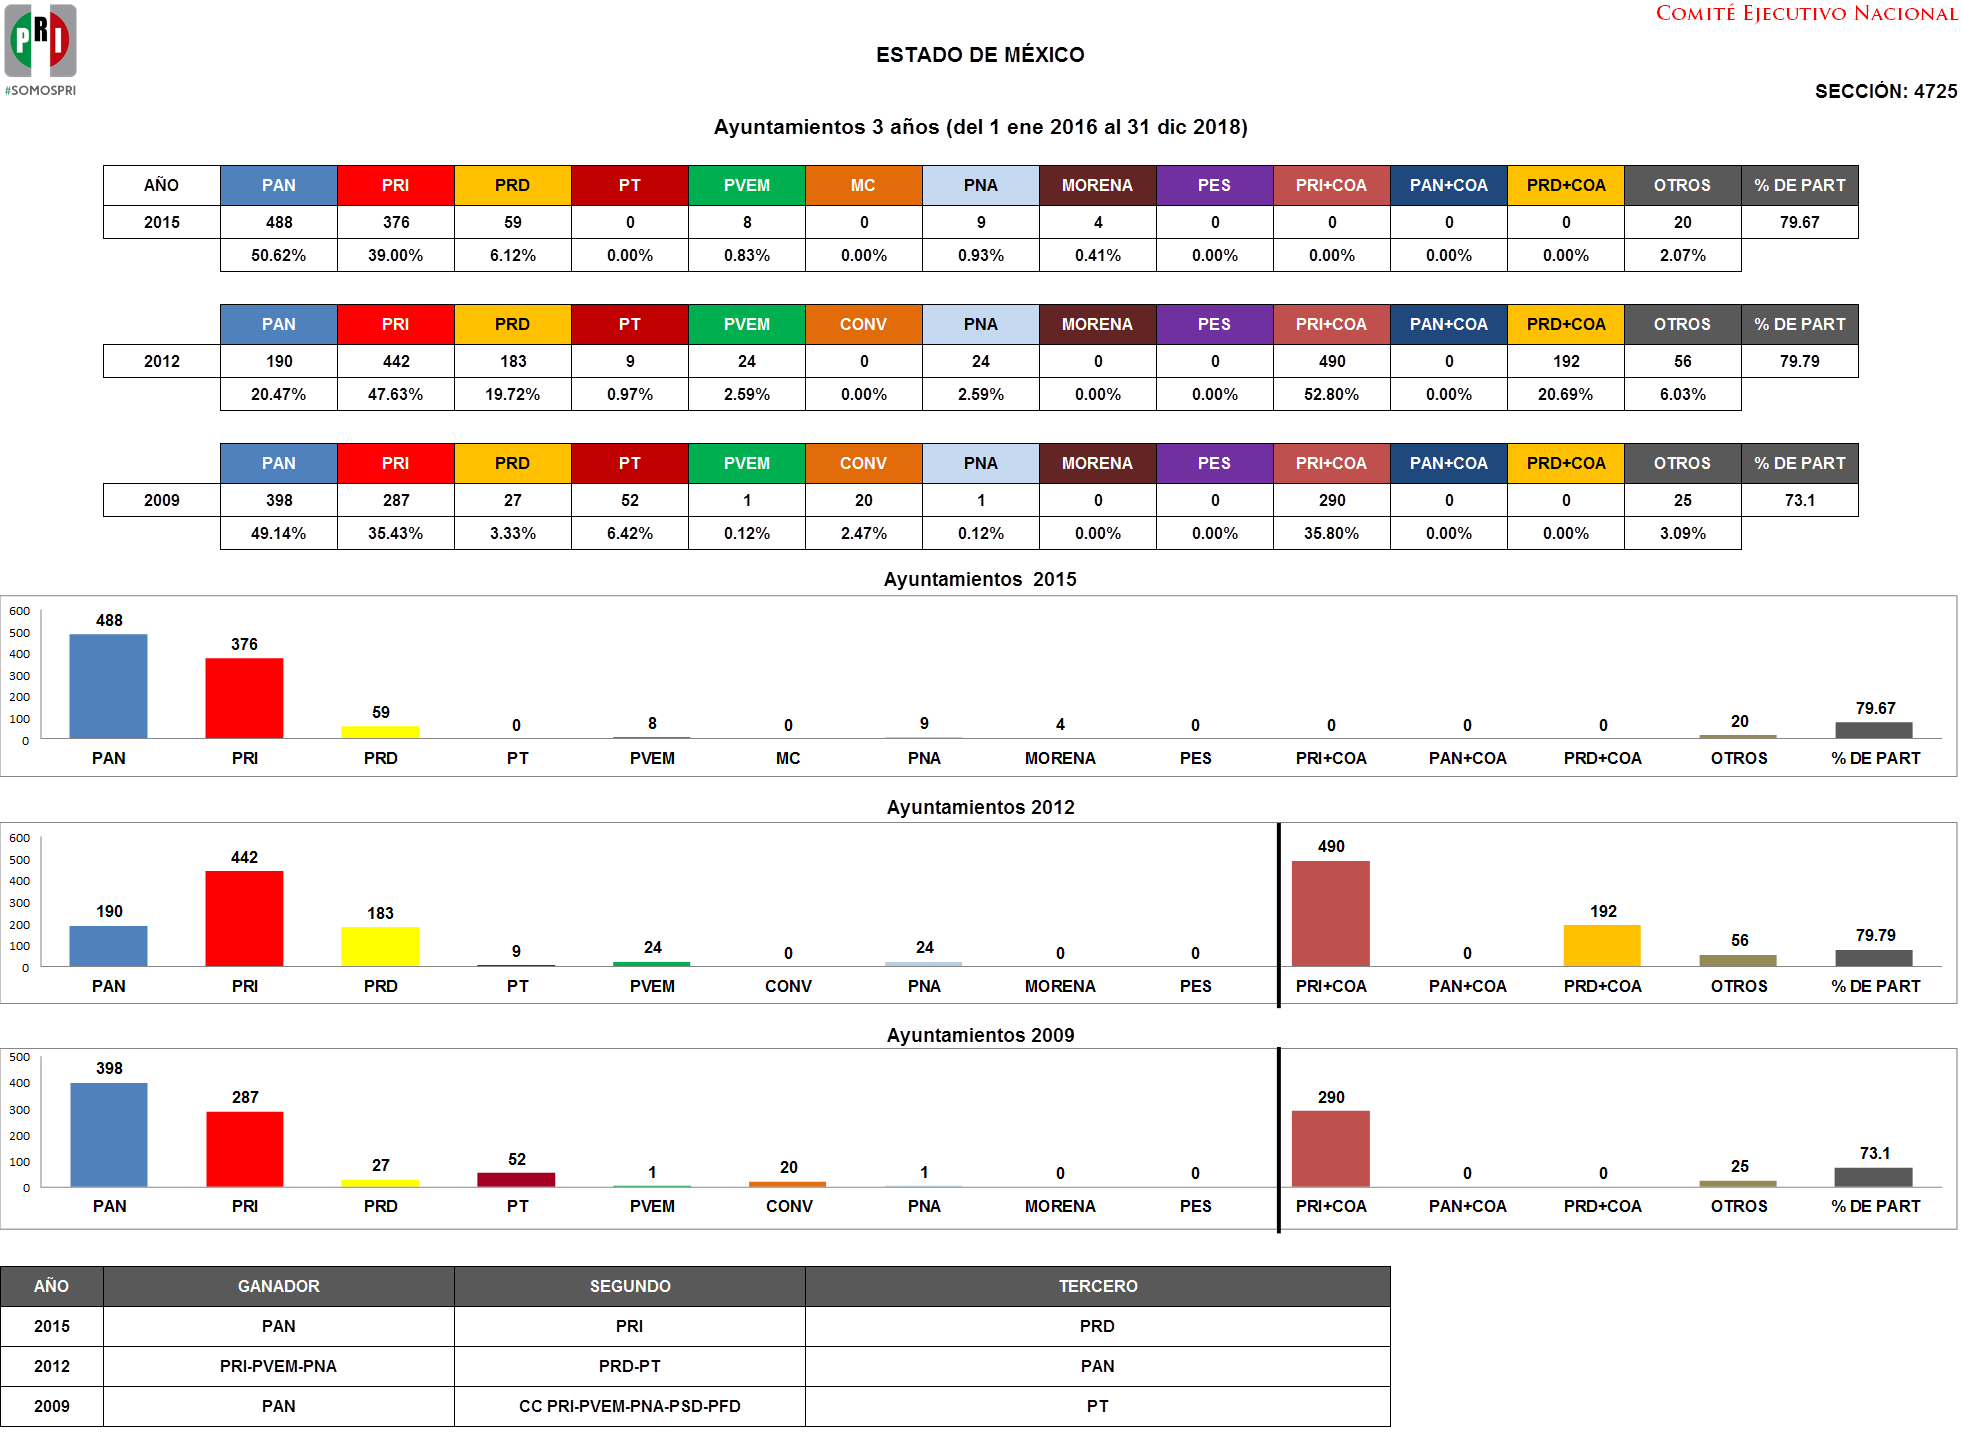 PRI
#SOMOSPRI
COMITÉ EJECUTIVO NACIONAL
ESTADO DE MÉXICO
SECCIÓN: 4725
Ayuntamientos 3 años (del 1 ene 2016 al 31 dic 2018)
AÑO PAN PRI PRD PT PVEM MC PNA MORENA PES PRI+COA PAN+COA PRD+COA OTROS % DE PART
2015 488 376 59 0 8 0 9 4 0 0 0 0 20 79.67
50.62% 39.00% 6.12% 0.00% 0.83% 0.00% 0.93% 0.41% 0.00% 0.00% 0.00% 0.00% 2.07%
PAN PRI PRD PT PVEM CONV PNA MORENA PES PRI+COA PAN+COA PRD+COA OTROS % DE PART
2012 190 442 183 9 24 0 24 0 0 490 0 192 56 79.79
20.47% 47.63% 19.72% 0.97% 2.59% 0.00% 2.59% 0.00% 0.00% 52.80% 0.00% 20.69% 6.03%
PAN PRI PRD PT PVEM CONV PNA MORENA PES PRI+COA PAN+COA PRD+COA OTROS % DE PART
2009 398 287 27 52 1 20 1 0 0 290 0 0 25 73.1
49.14% 35.43% 3.33% 6.42% 0.12% 2.47% 0.12% 0.00% 0.00% 35.80% 0.00% 0.00% 3.09%
Ayuntamientos 2015
600
500
400
300
200
100
0
488 376 59 0 8 0 9 4 0 0 0 0 20 79.67
PAN PRI PRD PT PVEM MC PNA MORENA PES PRI+COA PAN+COA PRD+COA OTROS % DE PART
Ayuntamientos 2012
600
500
400
300
200
100
0
190 442 183 9 24 0 24 0 0 490 0 192 56 79.79
PAN PRI PRD PT PVEM CONV PNA MORENA PES PRI+COA PAN+COA PRD+COA OTROS % DE PART
Ayuntamientos 2009
500
400
300
200
100
0
398 287 27 52 1 20 1 0 0 290 0 0 25 73.1
PAN PRI PRD PT PVEM CONV PNA MORENA PES PRI+COA PAN+COA PRD+COA OTROS % DE PART
AÑO GANADOR SEGUNDO TERCERO
2015 PAN PRI PRD
2012 PRI-PVEM-PNA PRD-PT PAN
2009 PAN CC PRI-PVEM-PNA-PSD-PFD PT